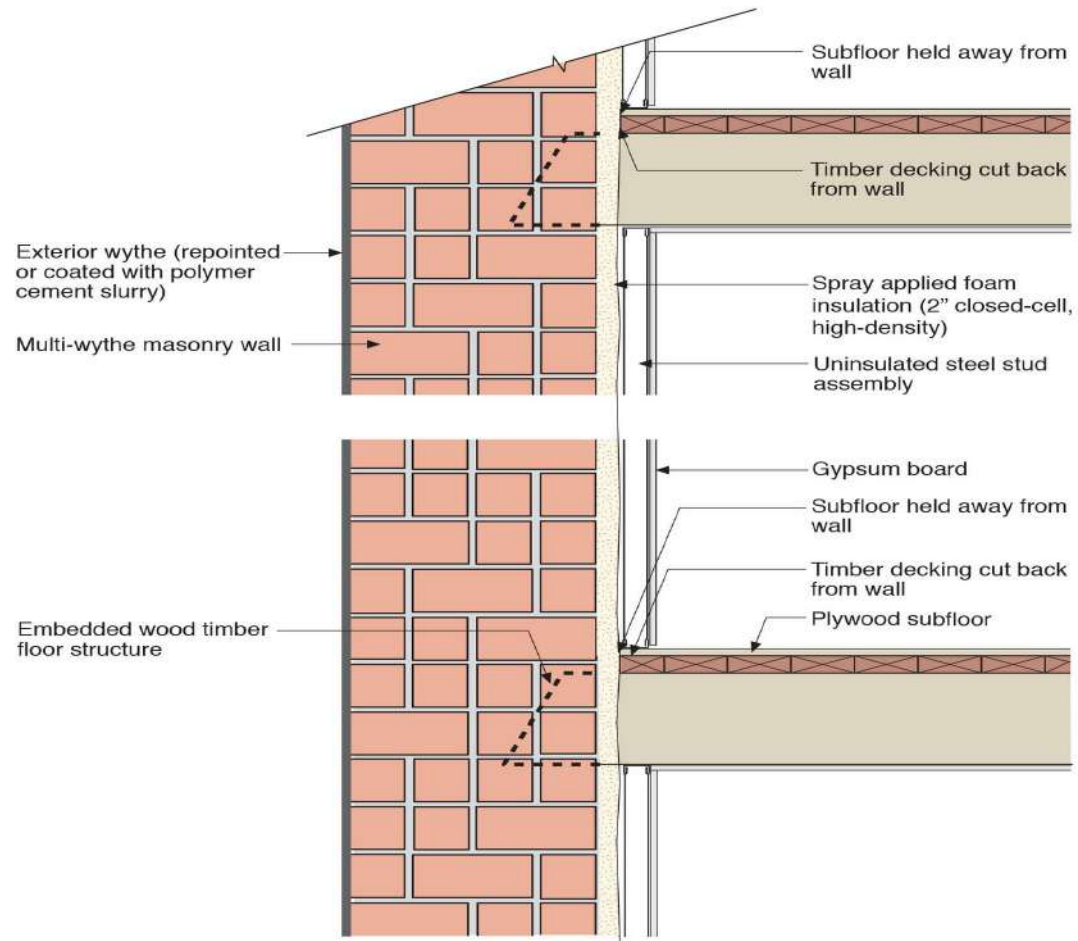 Subfloor held away from
wall
Timber decking cut back
from wall
Exterior wythe (repointed
or coated with polymer
cement slurry)
Spray applied foam
insulation (2” closed-cell,
high-density)
Multi-wythe masonry wall
Uninsulated steel stud
assembly
Gypsum board
Subfloor held away from
wall
Timber decking cut back
from wall
Plywood subfloor
Embedded wood timber
floor structure